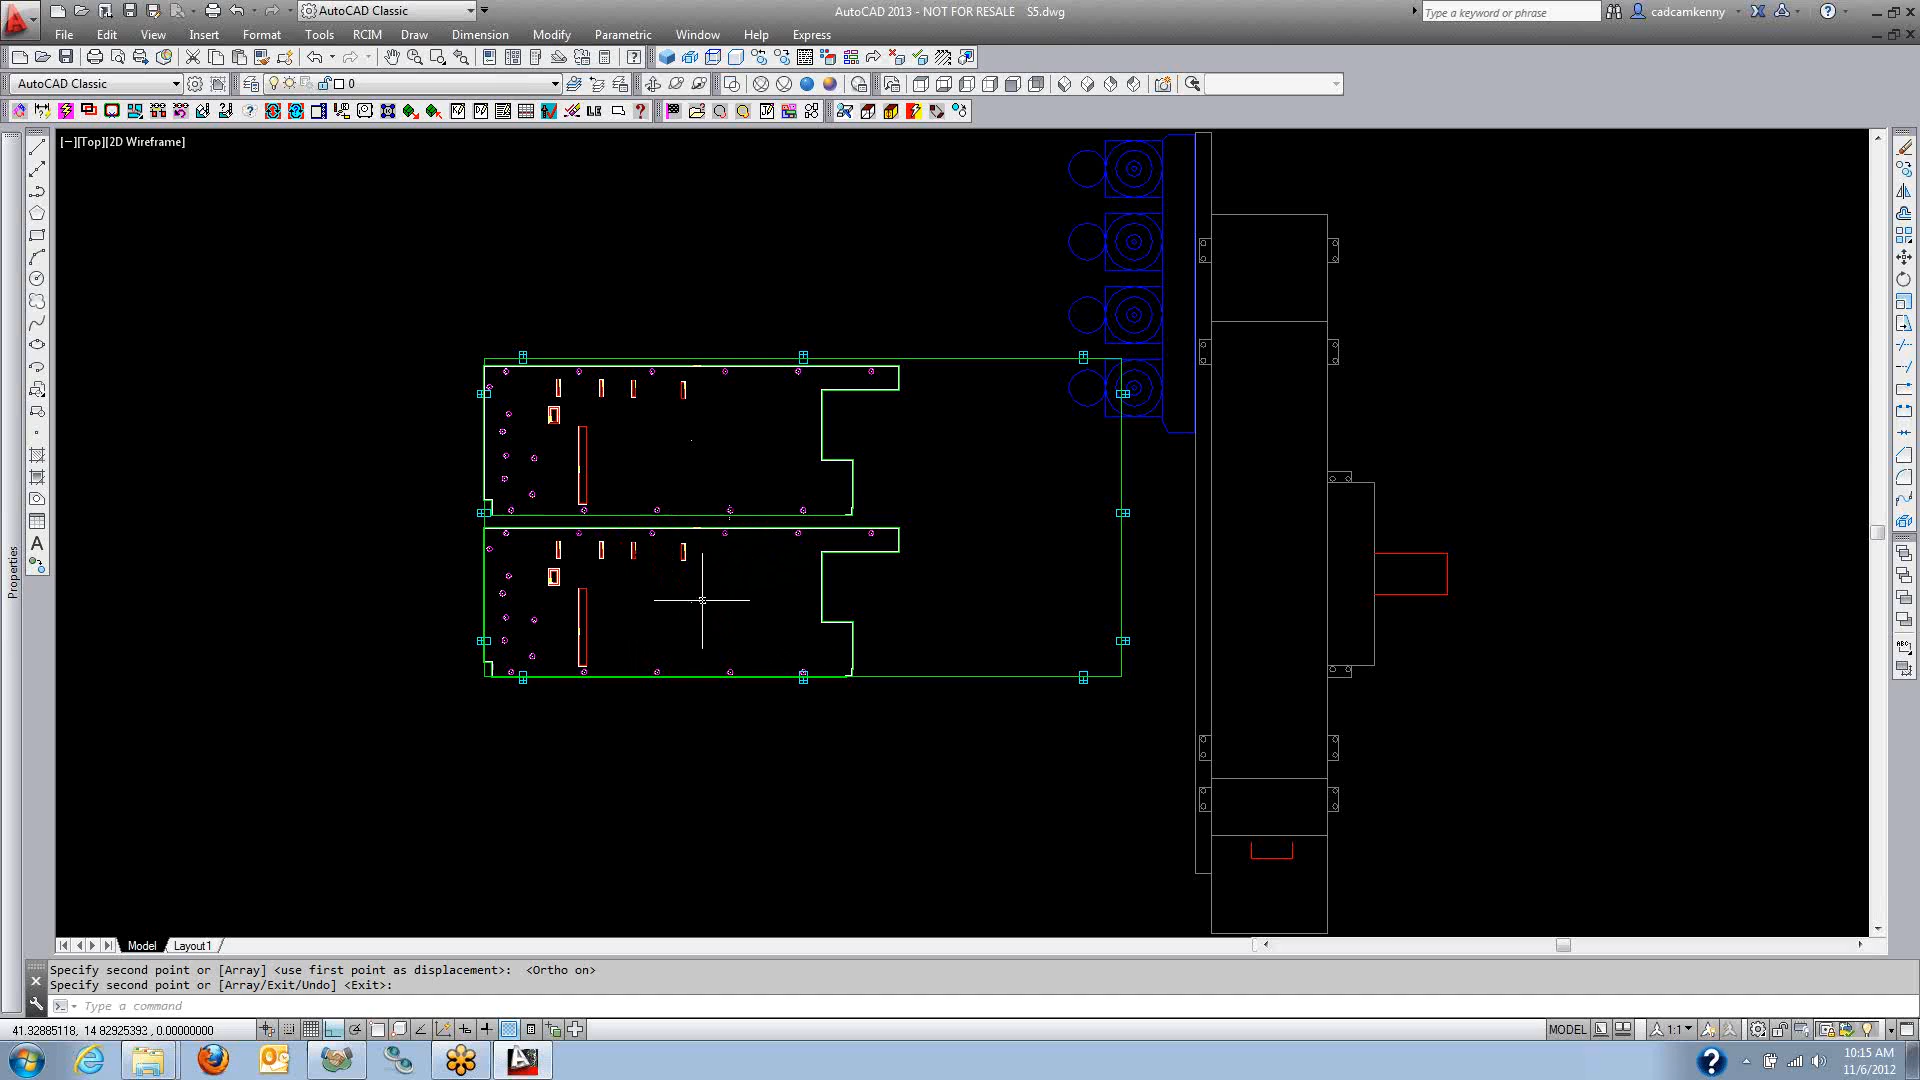 AutoCAD Classic
AutoCAD 2013 - NOT FOR RESALE S5.dwg
Type a keyword or phrase
cadcamkenny
File Edit View Insert Format Tools RCIM Draw Dimension Modify Parametric Window Help Express
AutoCAD Classic
0
[−][Top][2D Wireframe]
Properties
Model Layout1
Specify second point or [Array] <use first point as displacement>: <Ortho on>
Specify second point or [Array/Exit/Undo] <Exit>:
Type a command
41.32885118, 14 82925393 , 0.00000000
MODEL
1:1
10:15 AM
11/6/2012